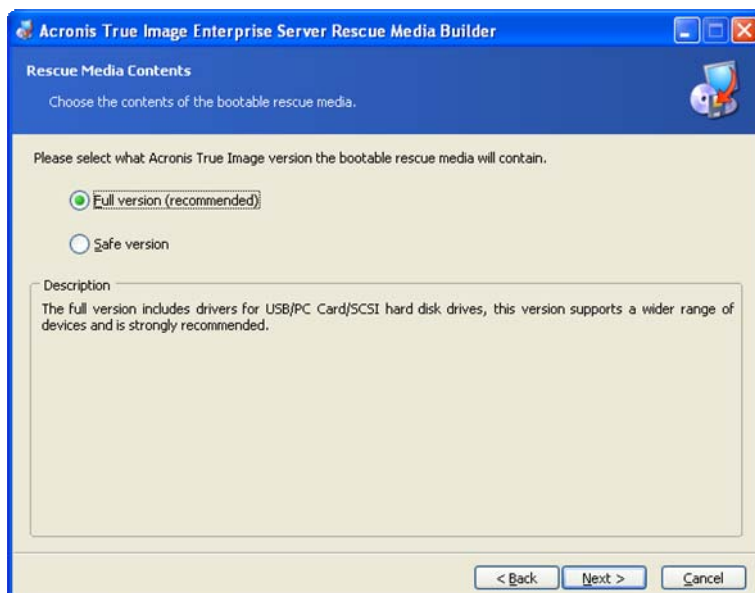 Acronis True Image Enterprise Server Rescue Media Builder
Rescue Media Contents
Choose the contents of the bootable rescue media.
Please select what Acronis True Image version the bootable rescue media will contain.
Full version (recommended)
Safe version
Description
The full version includes drivers for USB/PC Card/SCSI hard disk drives, this version supports a wider range of
devices and is strongly recommended.
< Back Next > Cancel